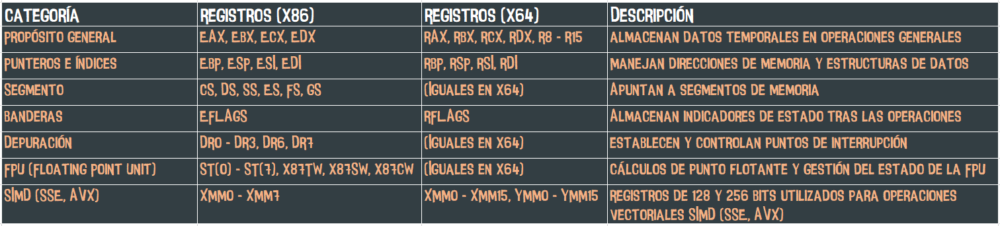 CATEGORÍA REGISTROS (X86) REGISTROS (X64) DESCRIPCIÓN
PROPÓSITO GENERAL EAX, EBX, ECX, EDX RAX, RBX, RCX, RDX, R8 - R15 ALMACENAN DATOS TEMPORALES EN OPERACIONES GENERALES
PUNTEROS E ÍNDICES EBP, ESP, ESI, EDI RBP, RSP, RSI, RDI MANEJAN DIRECCIONES DE MEMORIA Y ESTRUCTURAS DE DATOS
SEGMENTO CS, DS, SS, ES, FS, GS (IGUALES EN X64) APUNTAN A SEGMENTOS DE MEMORIA
BANDERAS EFLAGS RFLAGS ALMACENAN INDICADORES DE ESTADO TRAS LAS OPERACIONES
DEPURACIÓN DR0 - DR3, DR6, DR7 (IGUALES EN X64) ESTABLECEN Y CONTROLAN PUNTOS DE INTERRUPCIÓN
FPU (FLOATING POINT UNIT) ST(0) - ST(7), X87TW, X87SW, X87CW (IGUALES EN X64) CÁLCULOS DE PUNTO FLOTANTE Y GESTIÓN DEL ESTADO DE LA FPU
SIMD (SSE, AVX) XMM0 - XMM7 XMM0 - XMM15, YMM0 - YMM15 REGISTROS DE 128 Y 256 BITS UTILIZADOS PARA OPERACIONES
VECTORIALES SIMD (SSE, AVX)